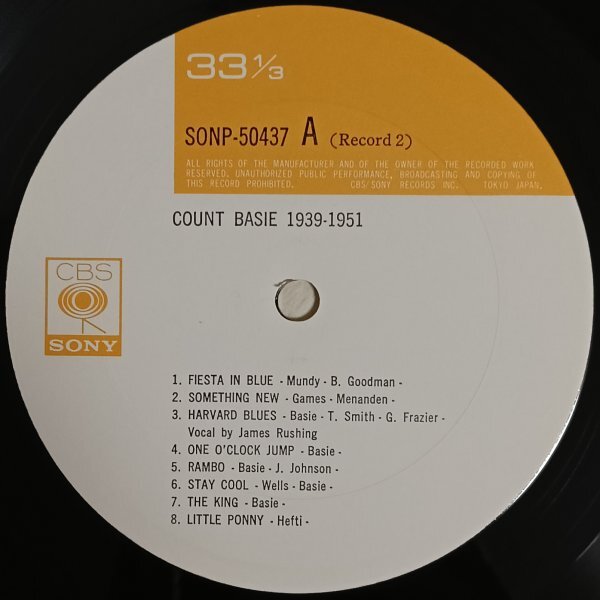 33 1/3
SONP-50437 A (Record 2)
ALL RIGHTS OF THE MANUFACTURER AND OF THE OWNER OF THE RECORDED WORK
RESERVED. UNAUTHORIZED PUBLIC PERFORMANCE, BROADCASTING AND COPYING OF
THIS RECORD PROHIBITED. CBS/SONY RECORDS INC. TOKYO JAPAN.
COUNT BASIE 1939-1951
CBS
SONY
1. FIESTA IN BLUE - Mundy - B. Goodman -
2. SOMETHING NEW - Games - Menanden -
3. HARVARD BLUES - Basie - T. Smith - G. Frazier -
Vocal by James Rushing
4. ONE O'CLOCK JUMP - Basie -
5. RAMBO - Basie - J. Johnson -
6. STAY COOL - Wells - Basie -
7. THE KING - Basie -
8. LITTLE PONNY - Hefti -